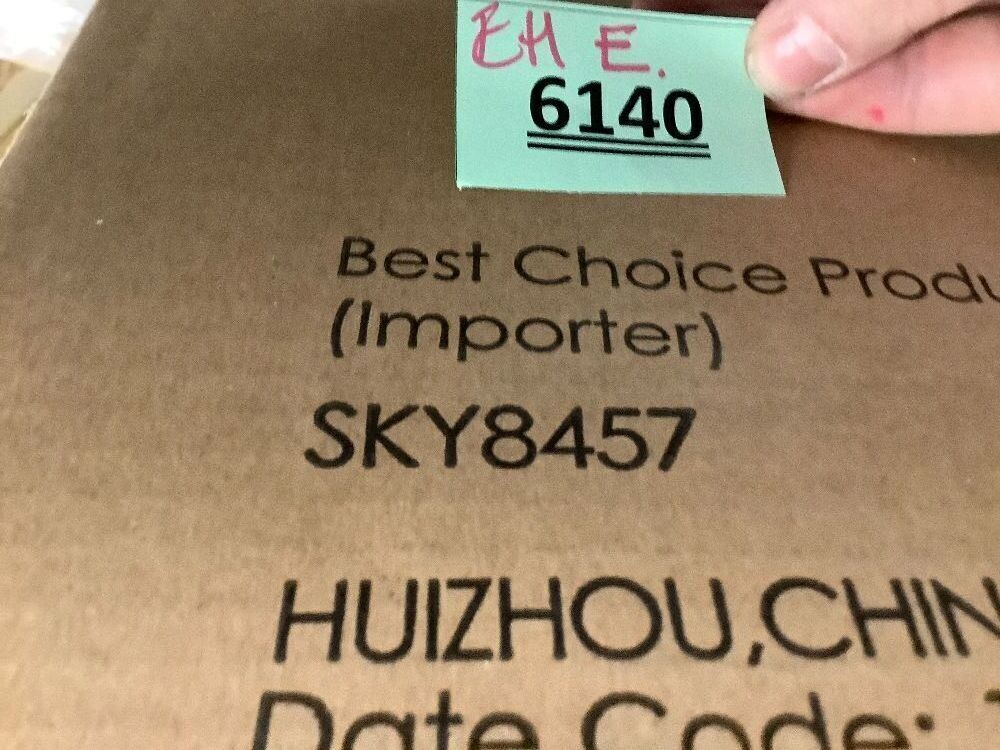 EH E.
6140
Best Choice Produ
(Importer)
SKY8457
HUIZHOU,CHIN
Date Code: